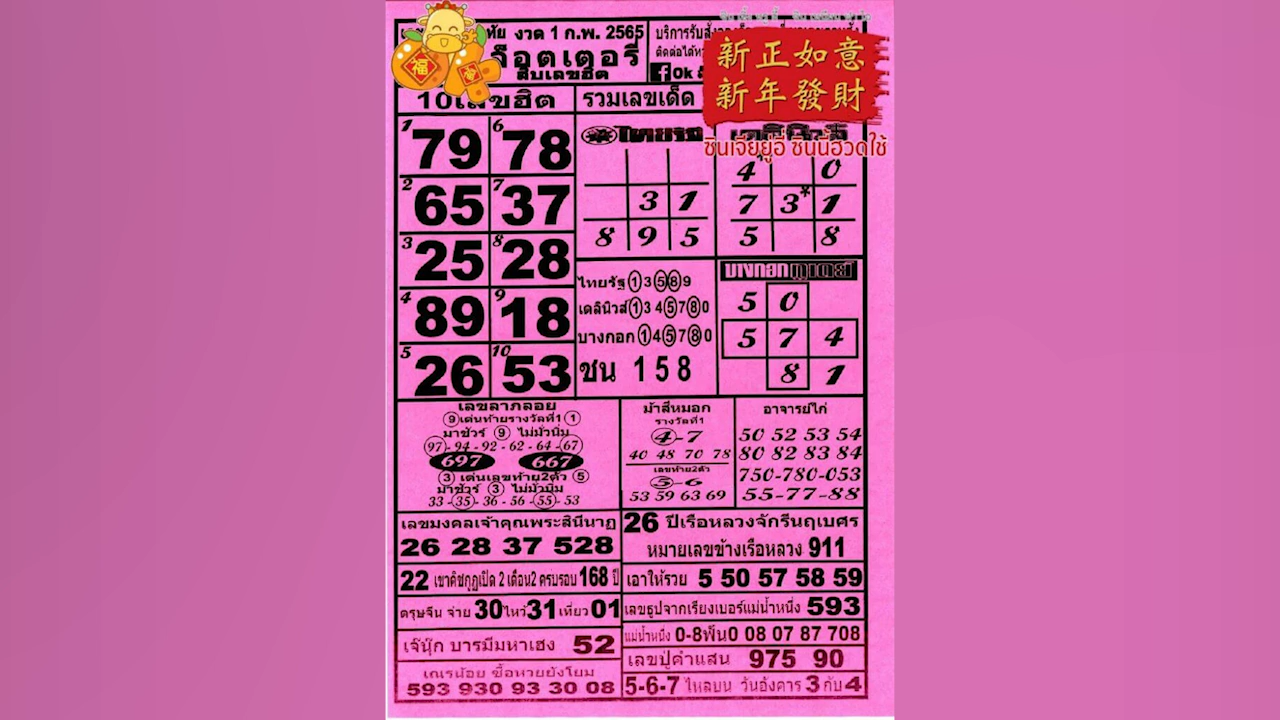 งวด 1 ก.พ. 2565
ล็อตเตอรี่
สิบเลขฮิต
บริการรับสั่ง
ติดต่อได้
Ok
新正如意
新年發財
ซินเจียยู่อี่ ซินนี้ฮวดใช้
10เลขฮิต
รวมเลขเด็ด
1 79 6 78
2 65 7 37
3 25 8 28
4 89 9 18
5 26 10 53
ไทยรัฐ
3 1
8 9 5
4 0
7 3* 1
5 8
บางกอกทูเดย์
5 0
5 7 4
8 1
ไทยรัฐ 1 3 5 8 9
เดลินิวส์ 1 3 4 5 7 8 0
บางกอก 1 4 5 7 8 0
ชน 1 5 8
เลขลาภลอย
9 เด่นท้ายรางวัลที่1 1
มาชัวร์ 9 ไม่มั่วนิ่ม
97 - 94 - 92 - 62 - 64 - 67
697 667
3 เด่นเลขท้าย2ตัว 5
มาชัวร์ 3 ไม่มั่วนิ่ม
33 - 35 - 36 - 56 - 55 - 53
ม้าสีหมอก
รางวัลที่1
4-7
40 48 70 78
เลขท้าย2ตัว
5-6
53 59 63 69
อาจารย์ไก่
50 52 53 54
80 82 83 84
750-780-053
55-77-88
เลขมงคลเจ้าคุณพระสินีนาฏ
26 28 37 528
26 ปีเรือหลวงจักรีนฤเบศร
หมายเลขข้างเรือหลวง 911
22 เขาคิชกูฏเปิด 2 เดือน2 ครบรอบ 168 ปี
เอาให้รวย 5 50 57 58 59
ตรุษจีน จ่าย 30 ไหว้ 31 เที่ยว 01
เลขธูปจากเรียงเบอร์แม่น้ำหนึ่ง 593
แม่น้ำหนึ่ง 0-8ฟัน0 08 07 87 708
เจ๊นุ๊ก บารมีมหาเฮง 52
เลขปู่คำแสน 975 90
เณรน้อย ซื้อหวยยังโยม
593 930 93 30 08
5-6-7 ไหลบน วันอังคาร 3 กับ 4